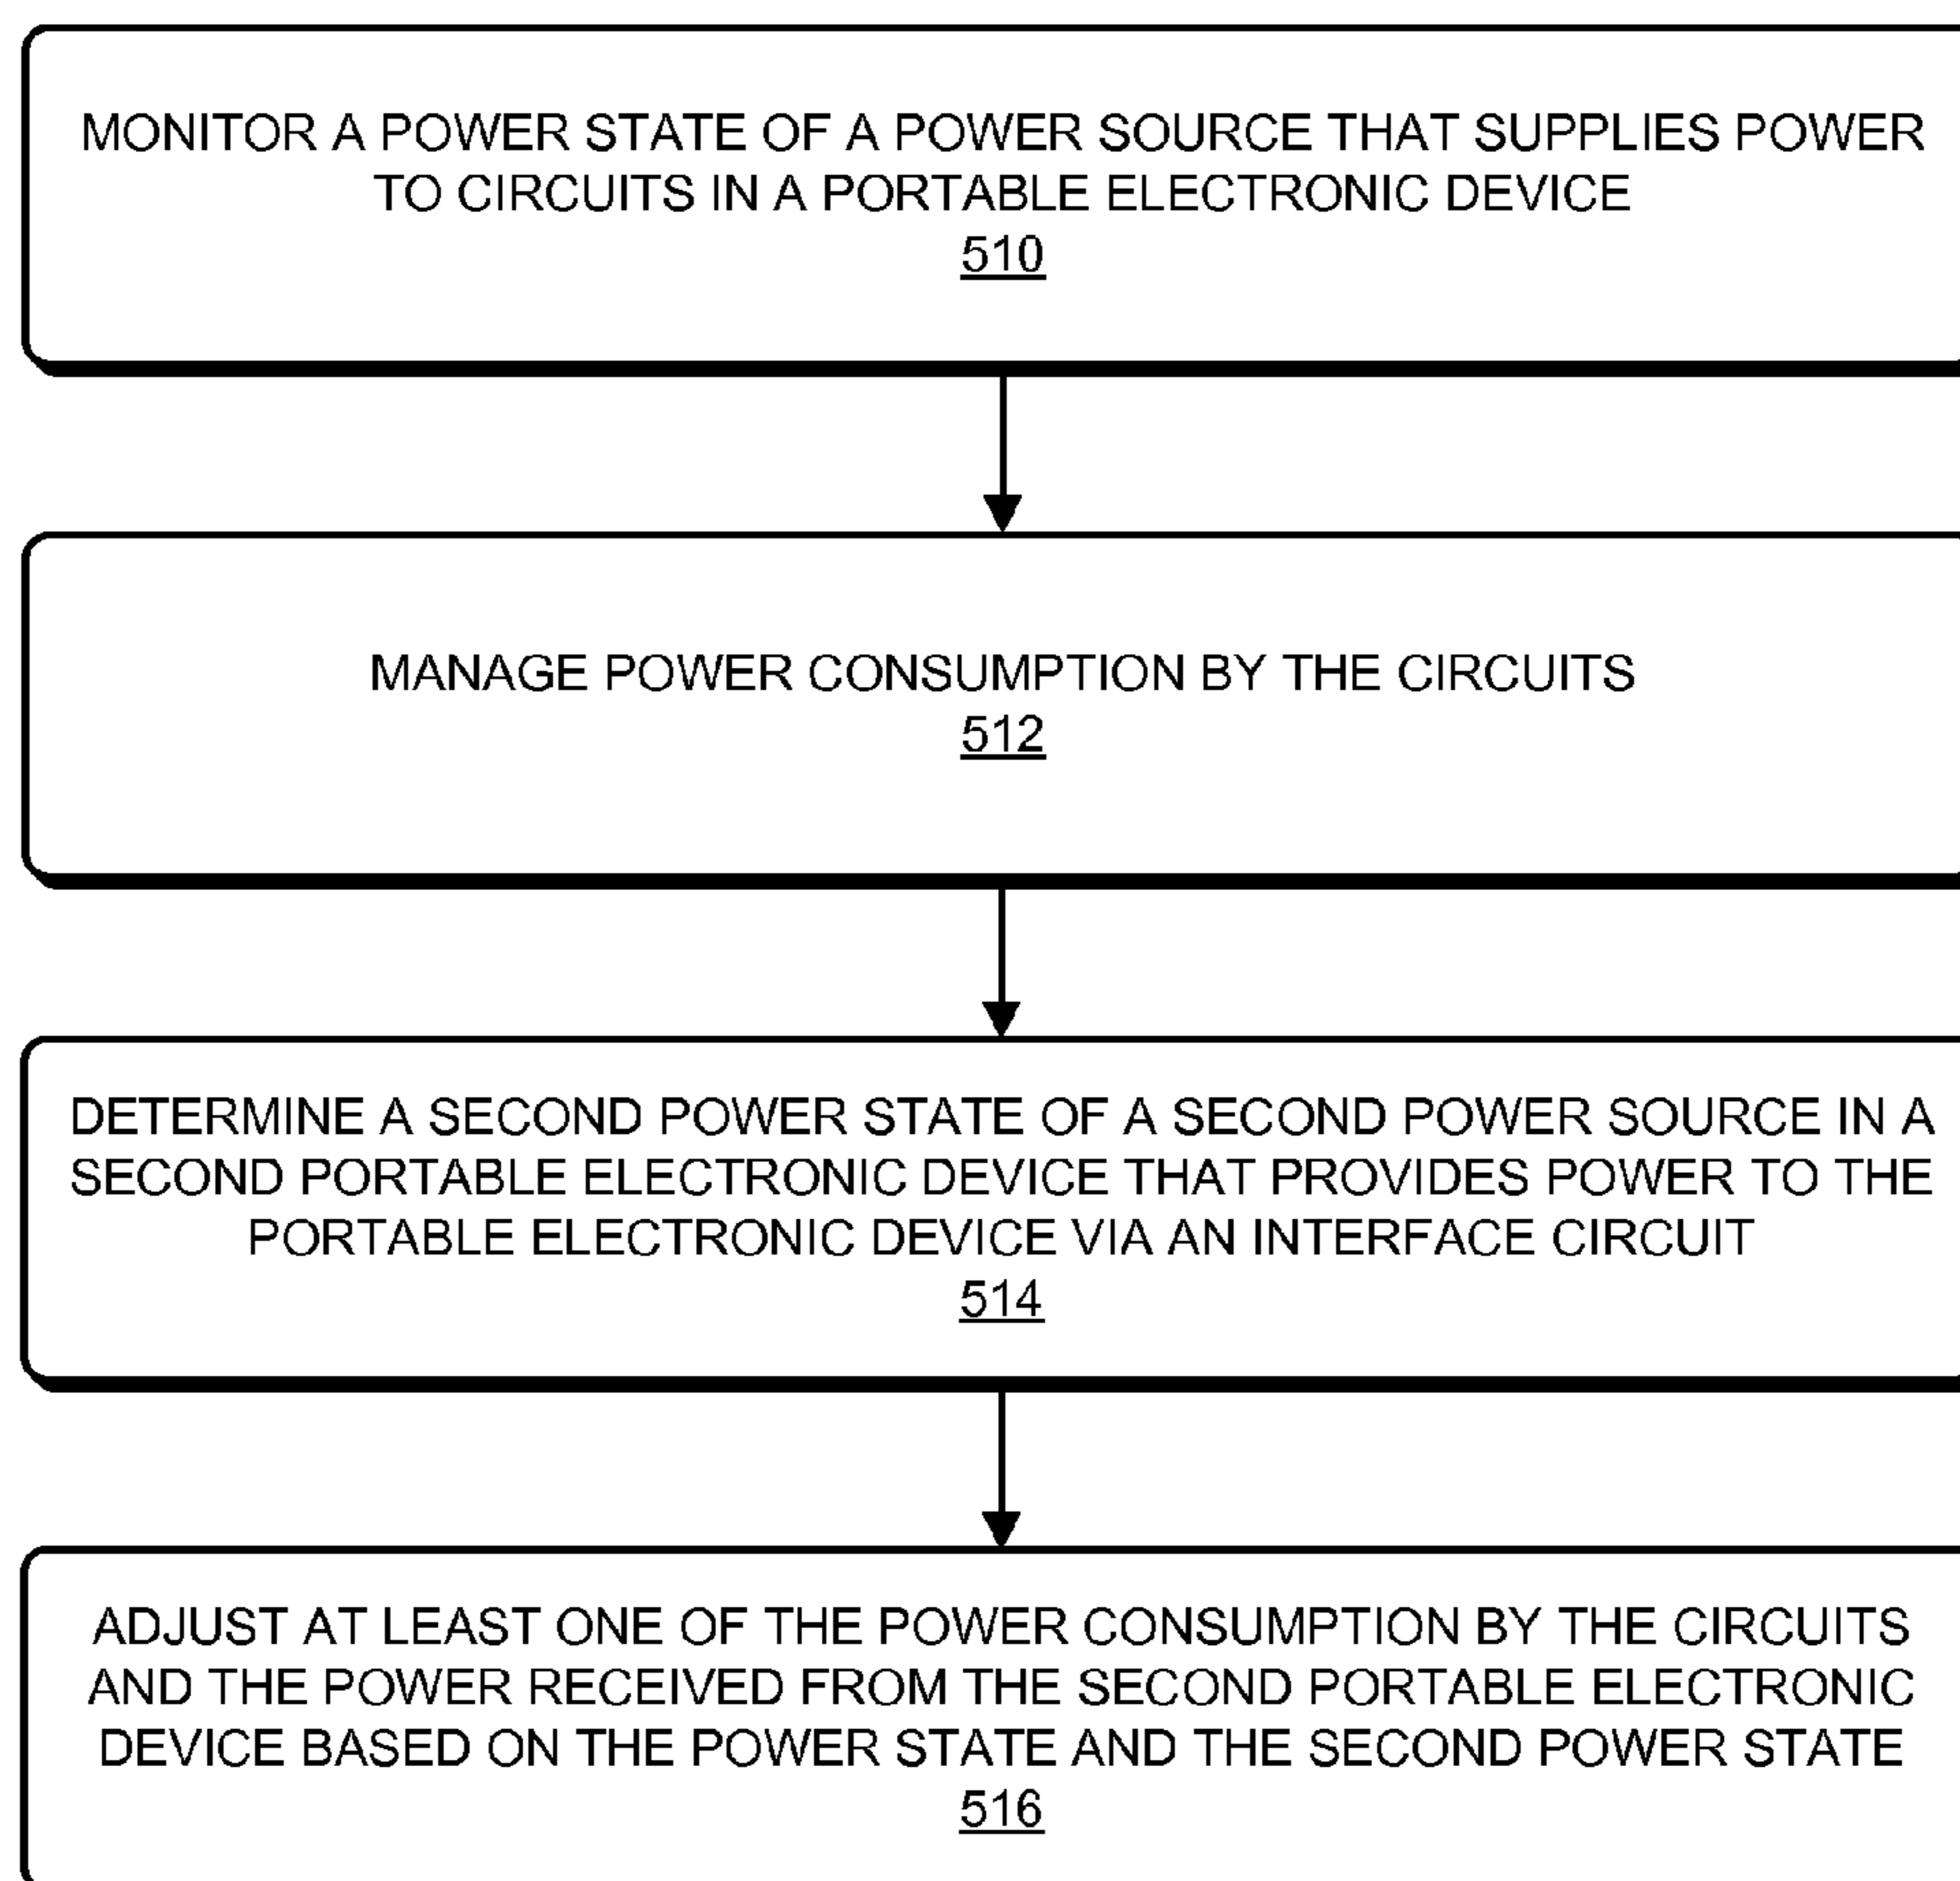 MONITOR A POWER STATE OF A POWER SOURCE THAT SUPPLIES POWER
TO CIRCUITS IN A PORTABLE ELECTRONIC DEVICE
510
MANAGE POWER CONSUMPTION BY THE CIRCUITS
512
DETERMINE A SECOND POWER STATE OF A SECOND POWER SOURCE IN A
SECOND PORTABLE ELECTRONIC DEVICE THAT PROVIDES POWER TO THE
PORTABLE ELECTRONIC DEVICE VIA AN INTERFACE CIRCUIT
514
ADJUST AT LEAST ONE OF THE POWER CONSUMPTION BY THE CIRCUITS
AND THE POWER RECEIVED FROM THE SECOND PORTABLE ELECTRONIC
DEVICE BASED ON THE POWER STATE AND THE SECOND POWER STATE
516